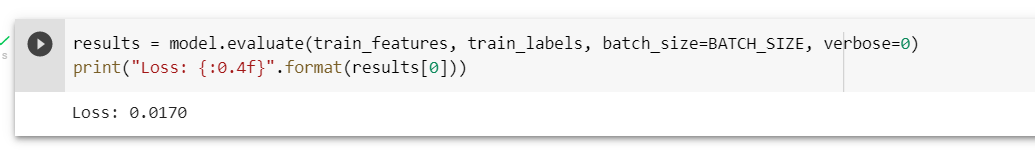 results = model.evaluate(train_features, train_labels, batch_size=BATCH_SIZE, verbose=0)
s
print("Loss: {:0.4f}".format(results[0]))
Loss: 0.0170